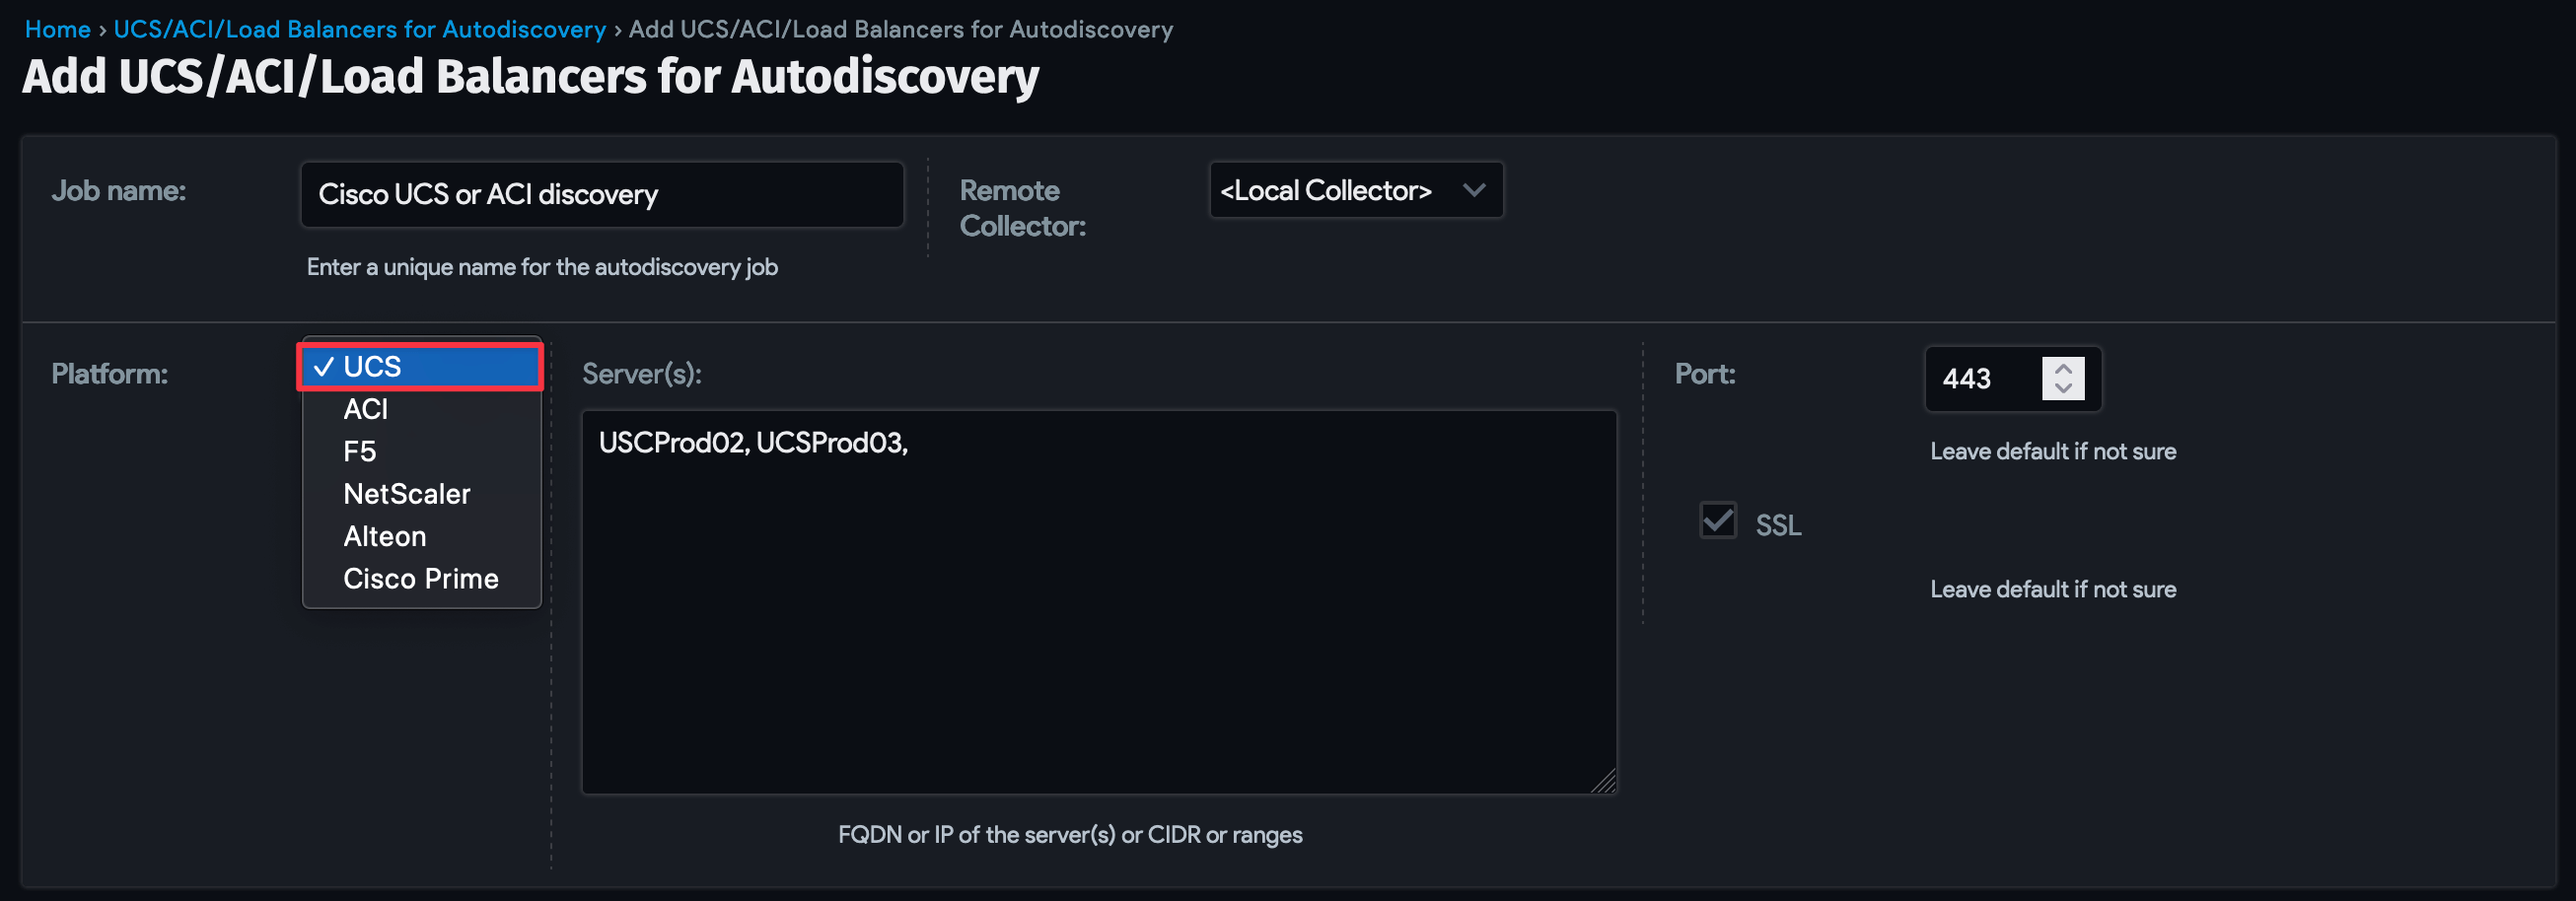 Home › UCS/ACI/Load Balancers for Autodiscovery › Add UCS/ACI/Load Balancers for Autodiscovery
Add UCS/ACI/Load Balancers for Autodiscovery
Job name:
Cisco UCS or ACI discovery
Enter a unique name for the autodiscovery job
Remote
Collector:
<Local Collector>
Platform:
✓ UCS
ACI
F5
NetScaler
Alteon
Cisco Prime
Server(s):
USCProd02, UCSProd03,
FQDN or IP of the server(s) or CIDR or ranges
Port:
443
Leave default if not sure
SSL
Leave default if not sure